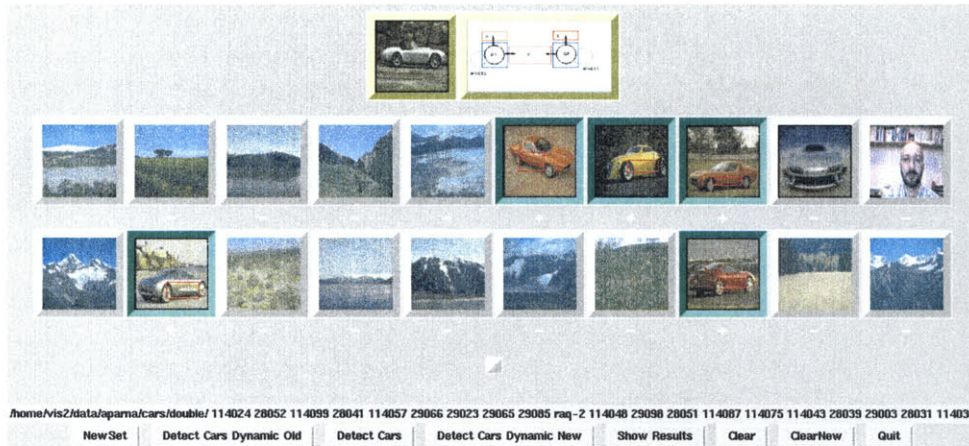 /home/vis2/data/aparna/cars/double/ 114024 28052 114099 28041 114057 29066 29023 29065 29085 raq-2 114048 29098 28051 114087 114075 114043 28039 29003 28031 11403
New Set Detect Cars Dynamic Old Detect Cars Detect Cars Dynamic New Show Results Clear ClearNew Quit